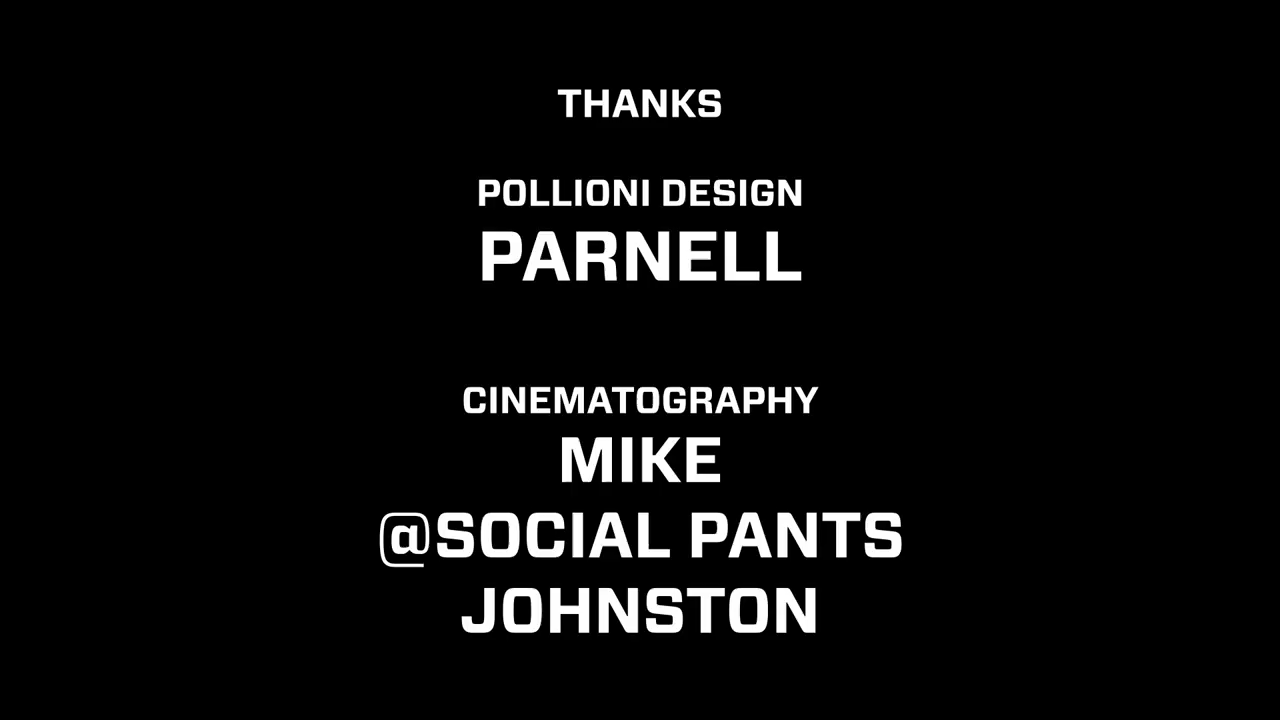 THANKS
POLLIONI DESIGN
PARNELL
CINEMATOGRAPHY
MIKE
@SOCIAL PANTS
JOHNSTON